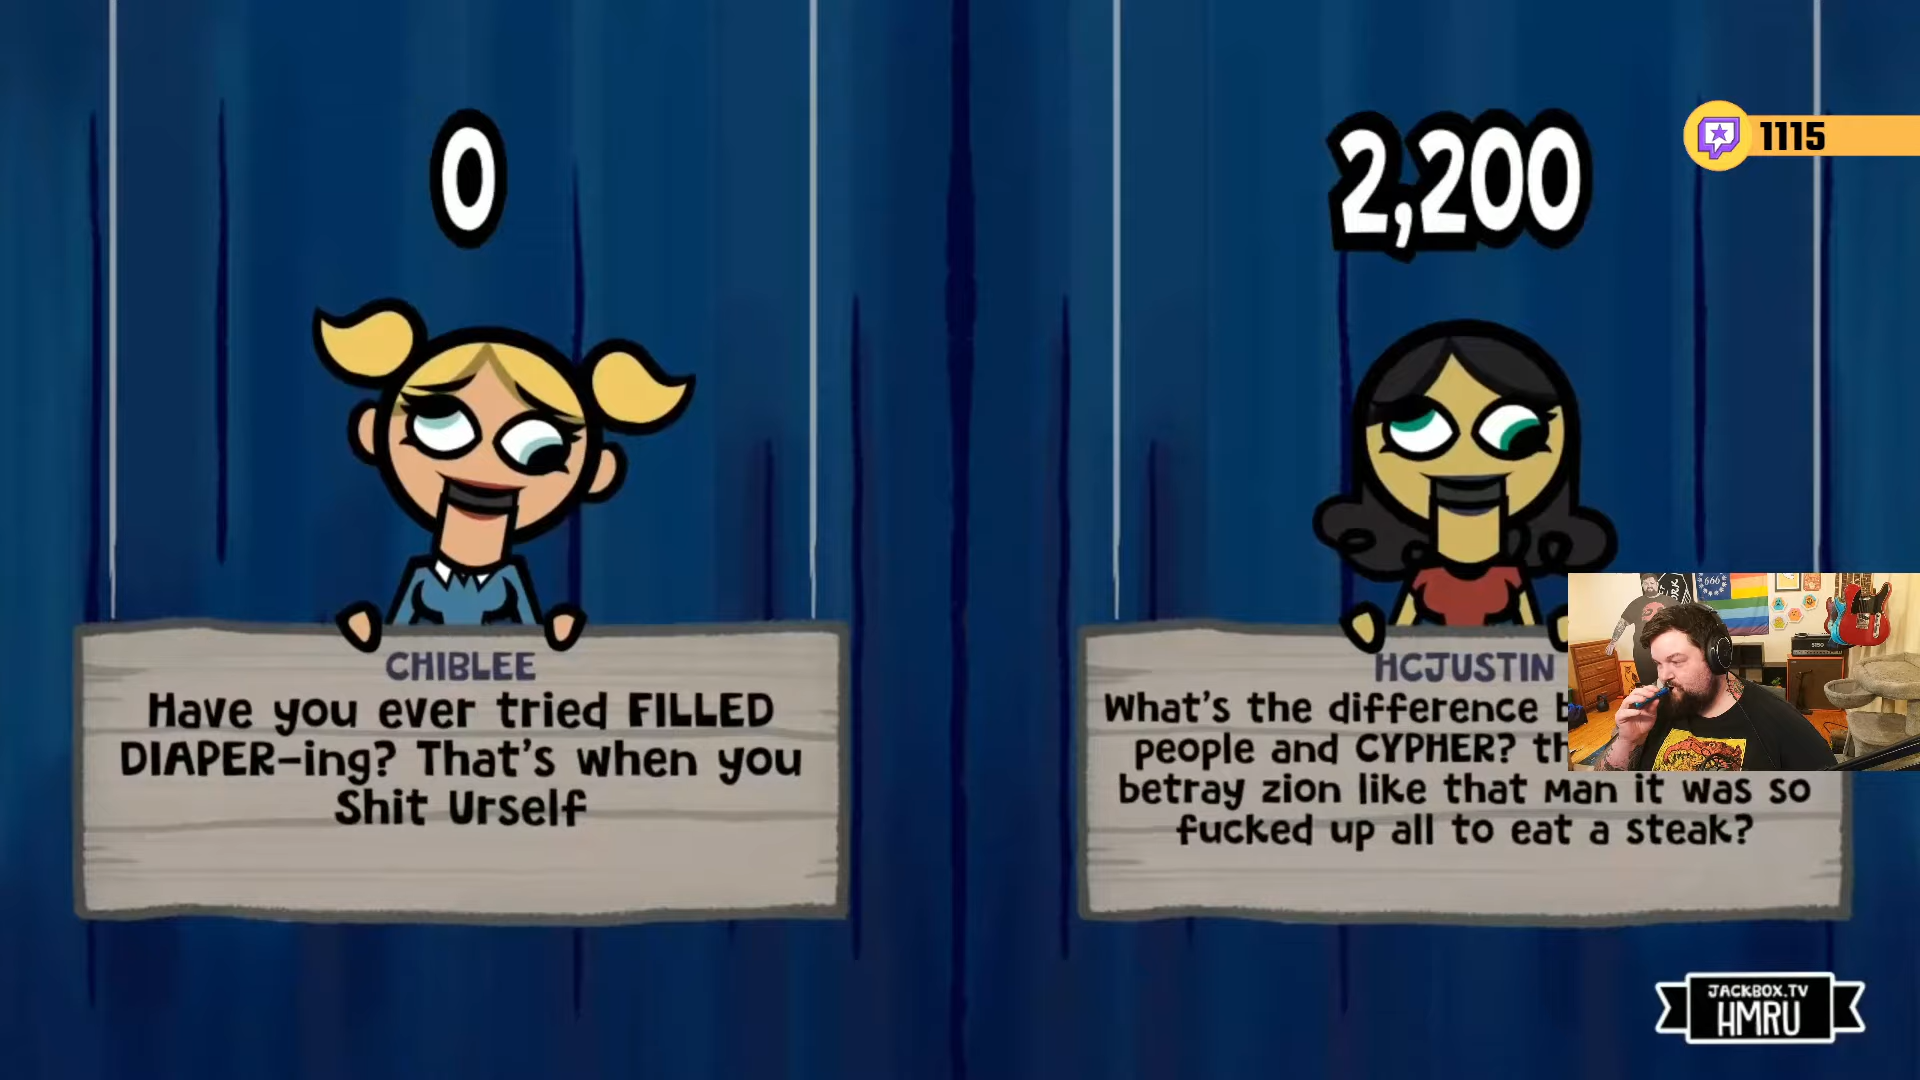 0
2,200
1115
CHIBLEE
Have you ever tried FILLED
DIAPER-ing? That's when you
Shit Urself
HCJUSTIN
What's the difference
people and CYPHER?
betray zion like that man it was so
fucked up all to eat a steak?
666
JACKBOX.TV
HMRU